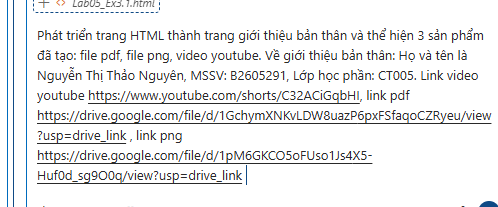 Lab05_Ex3.1.html
Phát triển trang HTML thành trang giới thiệu bản thân và thể hiện 3 sản phẩm
đã tạo: file pdf, file png, video youtube. Về giới thiệu bản thân: Họ và tên là
Nguyễn Thị Thảo Nguyên, MSSV: B2605291, Lớp học phần: CT005. Link video
youtube https://www.youtube.com/shorts/C32ACiGqbHI, link pdf
https://drive.google.com/file/d/1GchymXNKvLDW8uazP6pxFSfaqoCZRyeu/view
?usp=drive_link , link png
https://drive.google.com/file/d/1pM6GKCO5oFUso1Js4X5-
Huf0d_sg9O0q/view?usp=drive_link